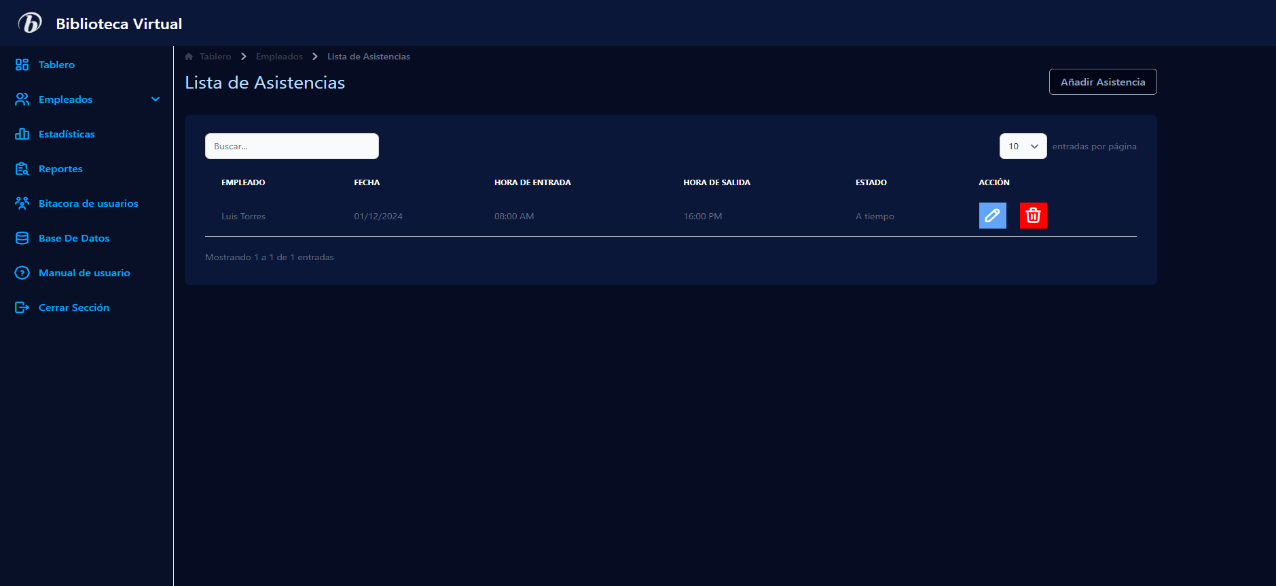 Biblioteca Virtual
Tablero
Empleados
Estadísticas
Reportes
Bitacora de usuarios
Base De Datos
Manual de usuario
Cerrar Sección
Tablero > Empleados > Lista de Asistencias
Lista de Asistencias
Añadir Asistencia
Buscar...
10 entradas por página
EMPLEADO FECHA HORA DE ENTRADA HORA DE SALIDA ESTADO ACCIÓN
Luis Torres 01/12/2024 08:00 AM 16:00 PM A tiempo
Mostrando 1 a 1 de 1 entradas